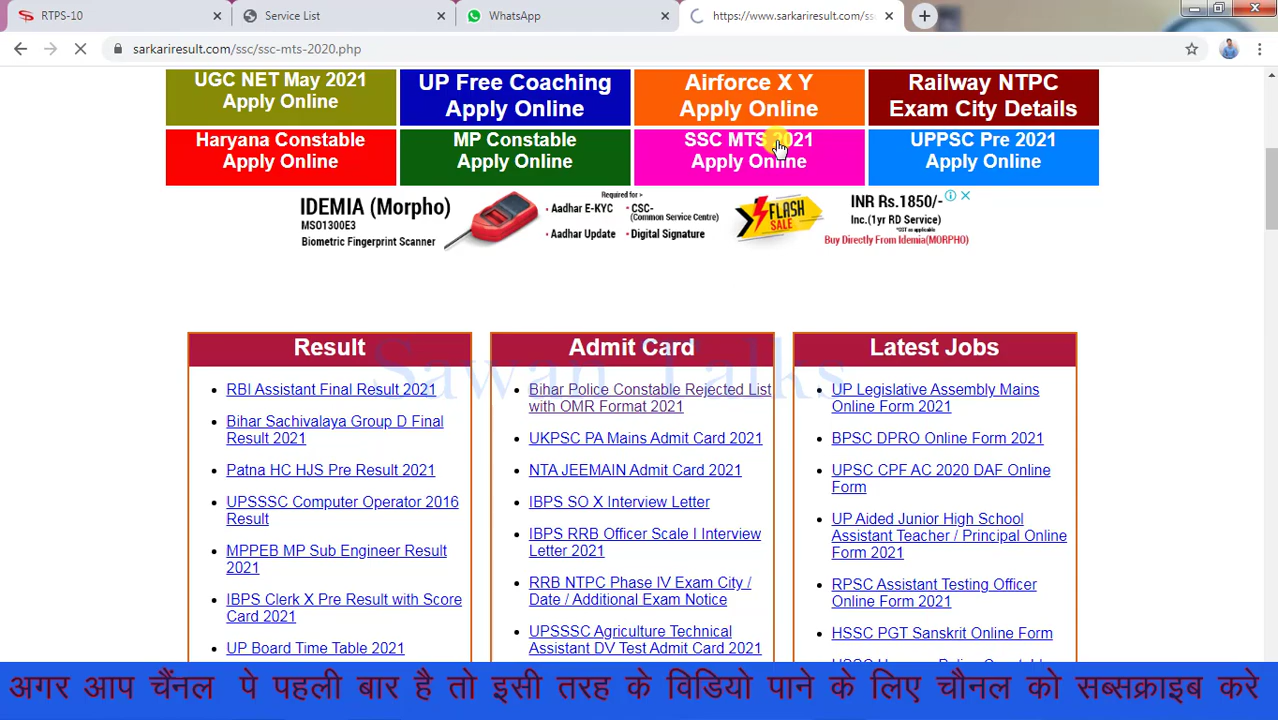 RTPS-10
Service List
WhatsApp
https://www.sarkariresult.com/ss
sarkariresult.com/ssc/ssc-mts-2020.php
UGC NET May 2021
Apply Online
UP Free Coaching
Apply Online
Airforce X Y
Apply Online
Railway NTPC
Exam City Details
Haryana Constable
Apply Online
MP Constable
Apply Online
SSC MTS 2021
Apply Online
UPPSC Pre 2021
Apply Online
IDEMIA (Morpho)
MSO1300E3
Biometric Fingerprint Scanner
Required for >
• Aadhar E-KYC
• CSC-
(Common Service Centre)
• Aadhar Update
• Digital Signature
FLASH
SALE
INR Rs.1850/-
Inc.(1yr RD Service)
*GST as applicable
Buy Directly From Idemia(MORPHO)
Sawan Talks
Result
RBI Assistant Final Result 2021
Bihar Sachivalaya Group D Final
Result 2021
Patna HC HJS Pre Result 2021
UPSSSC Computer Operator 2016
Result
MPPEB MP Sub Engineer Result
2021
IBPS Clerk X Pre Result with Score
Card 2021
UP Board Time Table 2021
Admit Card
Bihar Police Constable Rejected List
with OMR Format 2021
UKPSC PA Mains Admit Card 2021
NTA JEEMAIN Admit Card 2021
IBPS SO X Interview Letter
IBPS RRB Officer Scale I Interview
Letter 2021
RRB NTPC Phase IV Exam City /
Date / Additional Exam Notice
UPSSSC Agriculture Technical
Assistant DV Test Admit Card 2021
Latest Jobs
UP Legislative Assembly Mains
Online Form 2021
BPSC DPRO Online Form 2021
UPSC CPF AC 2020 DAF Online
Form
UP Aided Junior High School
Assistant Teacher / Principal Online
Form 2021
RPSC Assistant Testing Officer
Online Form 2021
HSSC PGT Sanskrit Online Form
अगर आप चैंनल पे पहली बार है तो इसी तरह के विडियो पाने के लिए चौनल को सब्सक्राइब करे